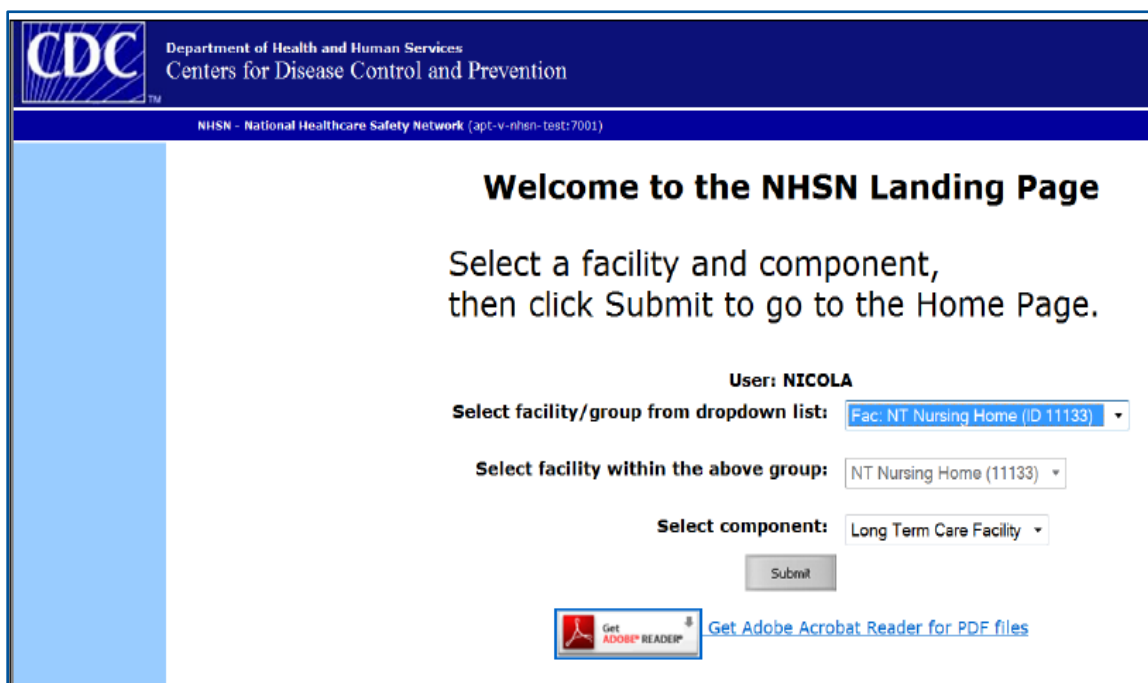 CDC
TM
Department of Health and Human Services
Centers for Disease Control and Prevention
NHSN - National Healthcare Safety Network (apt-v-nhsn-test:7001)
Welcome to the NHSN Landing Page
Select a facility and component,
then click Submit to go to the Home Page.
User: NICOLA
Select facility/group from dropdown list: Fac: NT Nursing Home (ID 11133)
Select facility within the above group: NT Nursing Home (11133)
Select component: Long Term Care Facility
Submit
Get
ADOBE® READER®
Get Adobe Acrobat Reader for PDF files